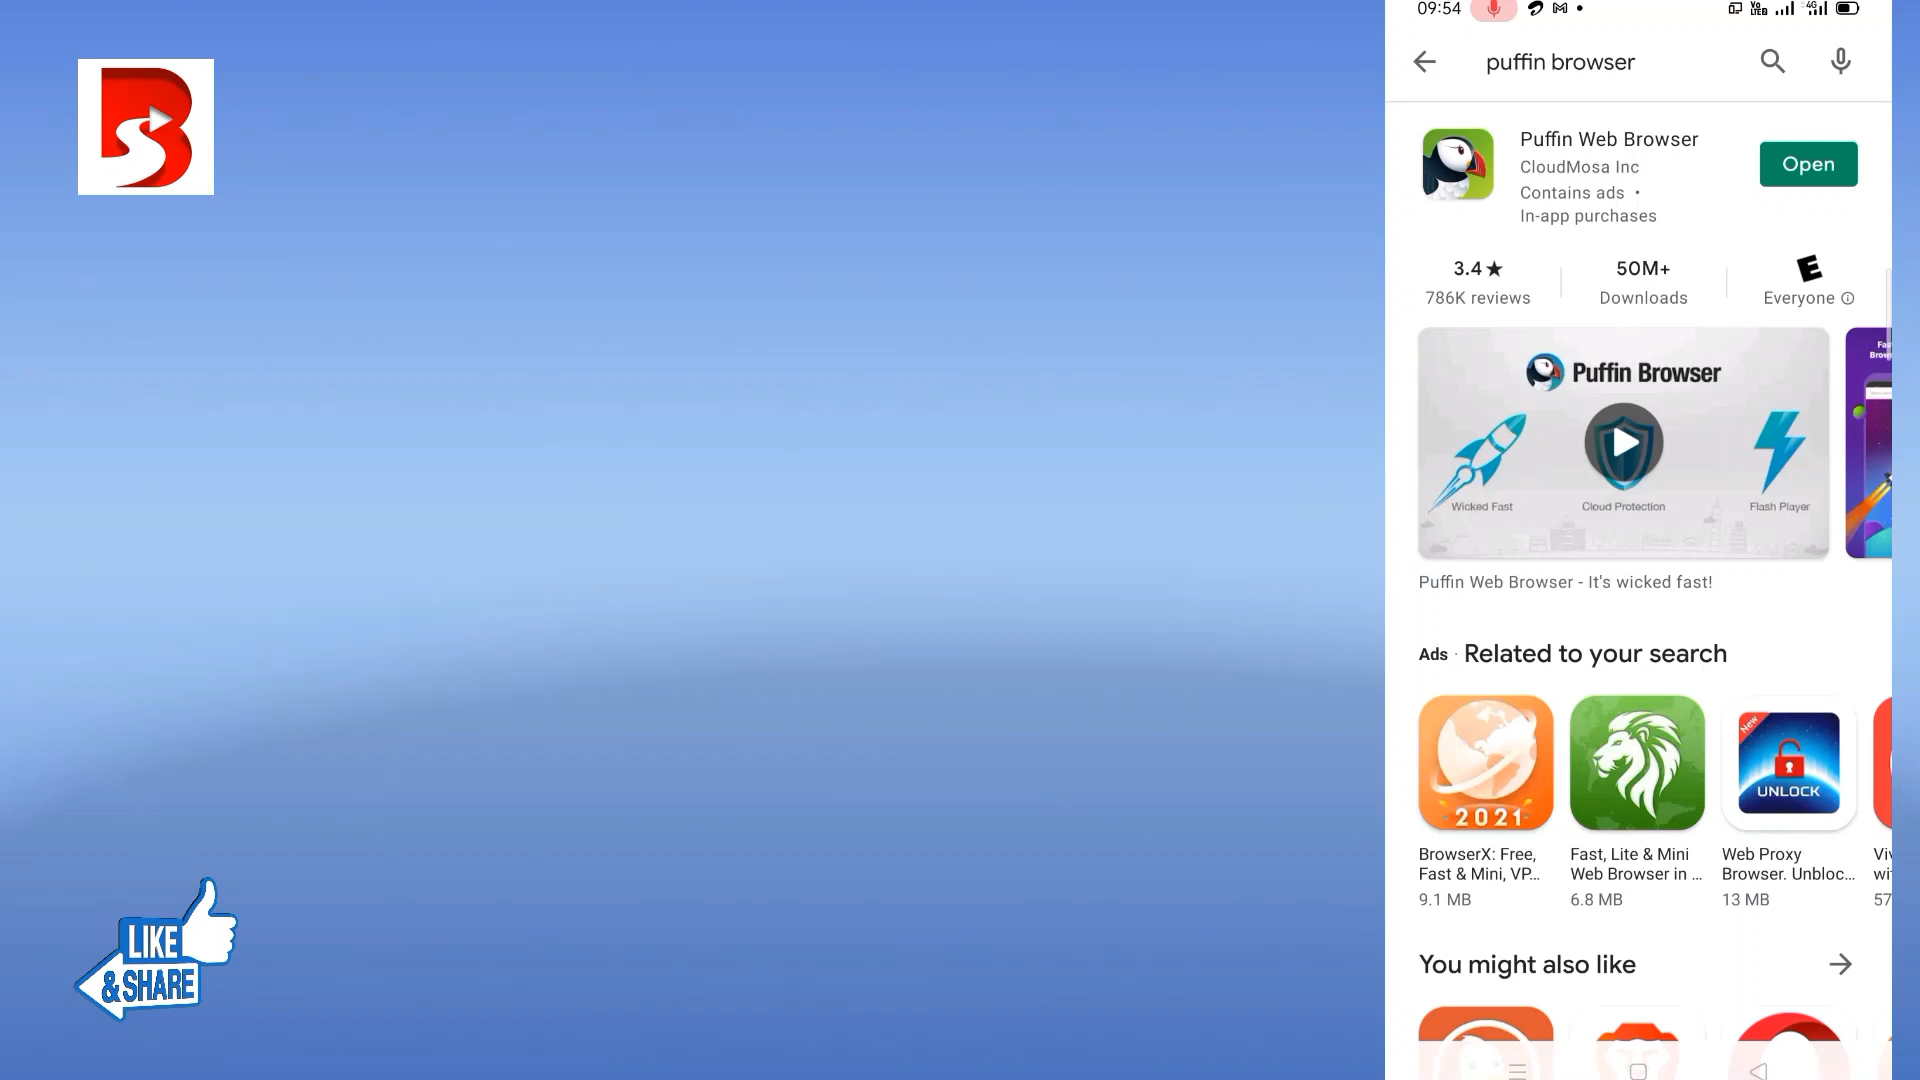 09:54
puffin browser
Puffin Web Browser
CloudMosa Inc
Contains ads •
In-app purchases
Open
3.4★
786K reviews
50M+
Downloads
E
Everyone
Puffin Browser
Wicked Fast
Cloud Protection
Flash Player
Puffin Web Browser - It's wicked fast!
Ads · Related to your search
2021
New
UNLOCK
BrowserX: Free,
Fast & Mini, VP...
9.1 MB
Fast, Lite & Mini
Web Browser in ...
6.8 MB
Web Proxy
Browser. Unbloc...
13 MB
57
You might also like
LIKE
& SHARE